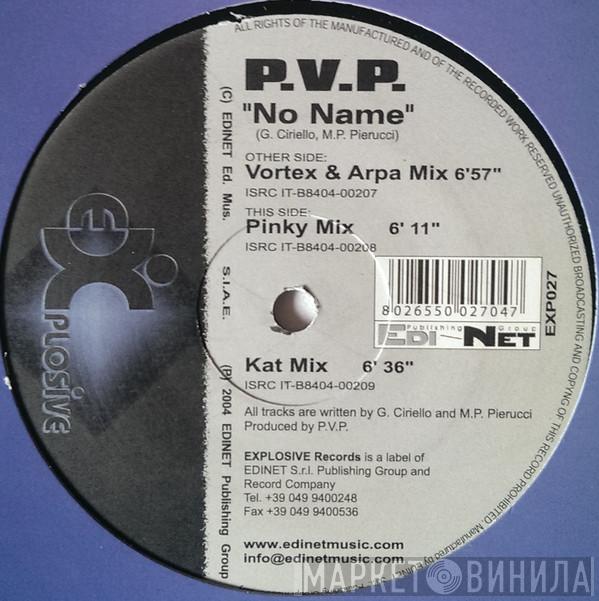 ALL RIGHTS OF THE MANUFACTURED AND OF THE RECORDED WORK RESERVED UNAUTHORIZED BROADCASTING AND COPYNG OF THIS RECORD PROHIBITED. Manufactured by
P.V.P.
"No Name"
(G. Ciriello, M.P. Pierucci)
OTHER SIDE:
Vortex & Arpa Mix 6'57"
ISRC IT-B8404-00207
THIS SIDE:
Pinky Mix 6' 11"
ISRC IT-B8404-00208
8026550 027047
EXP027
Publishing Group
EDI NET
Kat Mix 6' 36"
ISRC IT-B8404-00209
All tracks are written by G. Ciriello and M.P. Pierucci
Produced by P.V.P.
EXPLOSIVE Records is a label of
EDINET S.r.l. Publishing Group and
Record Company
Tel. +39 049 9400248
Fax +39 049 9400536
www.edinetmusic.com
info@edinetmusic.com
(C) EDINET Ed. Mus. S.I.A.E. (P) 2004 EDINET Publishing Group
eXPLOSIVE
МАРКЕТ ВИНИЛА